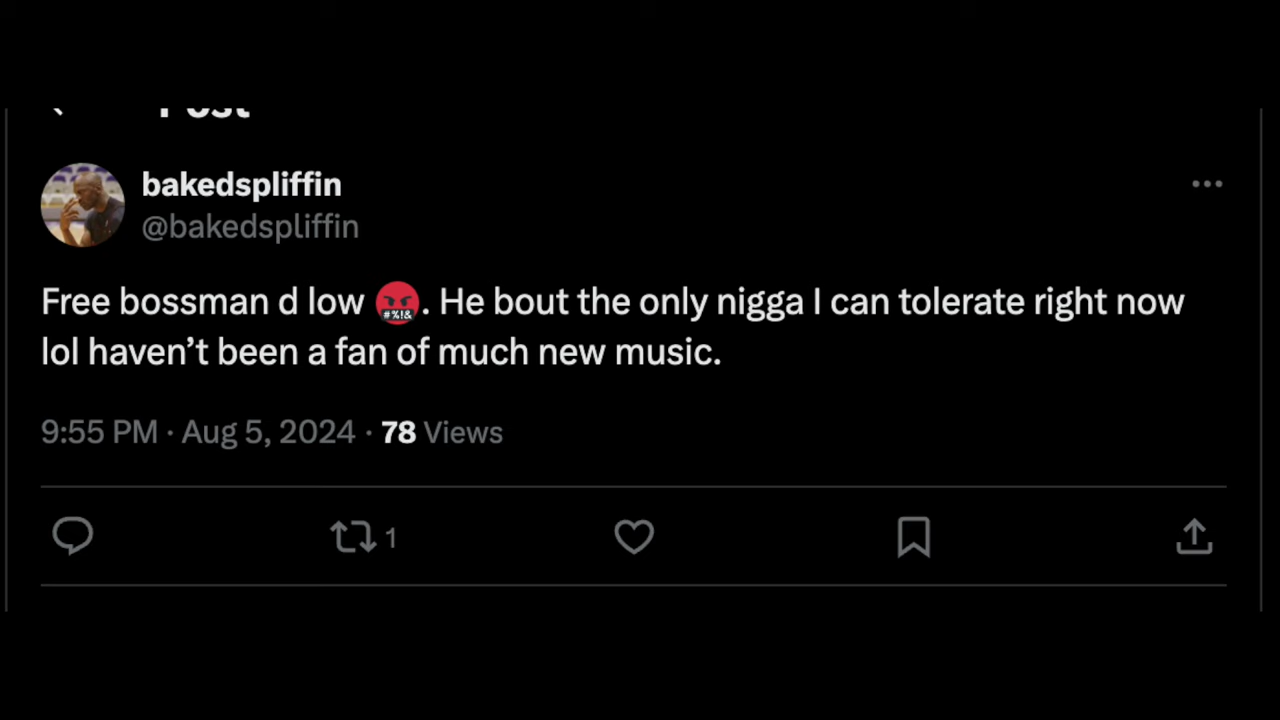 Post
bakedspliffin
@bakedspliffin
Free bossman d low 🤬. He bout the only nigga I can tolerate right now
lol haven’t been a fan of much new music.
9:55 PM · Aug 5, 2024 · 78 Views
1